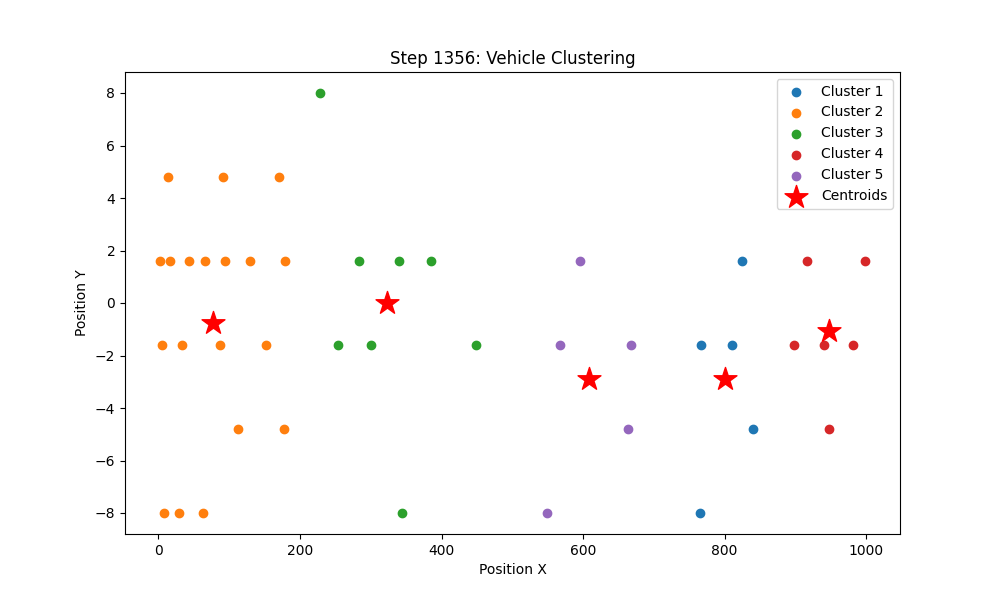 Step 1356: Vehicle Clustering
Position Y
8
6
4
2
0
−2
−4
−6
−8
Cluster 1
Cluster 2
Cluster 3
Cluster 4
Cluster 5
Centroids
0 200 400 600 800 1000
Position X